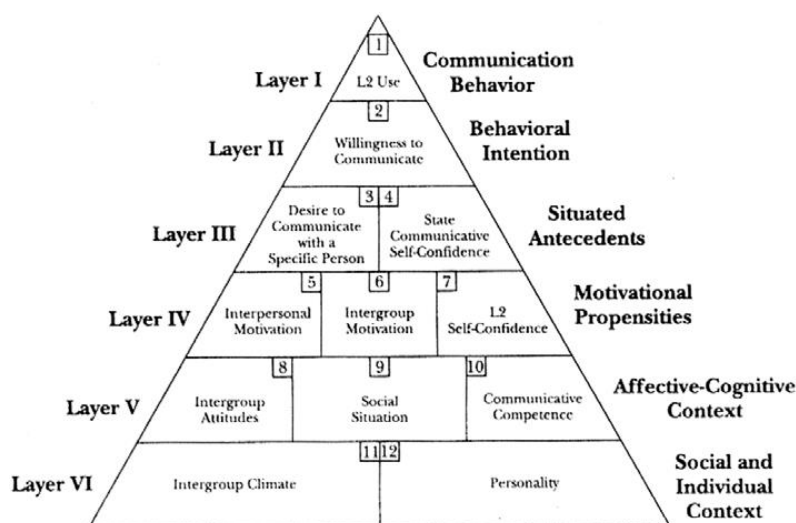 1
Layer I
L2 Use
Communication
Behavior
2
Layer II
Willingness to
Communicate
Behavioral
Intention
3 4
Layer III
Desire to
Communicate
with a
Specific Person
State
Communicative
Self-Confidence
Situated
Antecedents
5 6 7
Layer IV
Interpersonal
Motivation
Intergroup
Motivation
L2
Self-Confidence
Motivational
Propensities
8 9 10
Layer V
Intergroup
Attitudes
Social
Situation
Communicative
Competence
Affective-Cognitive
Context
11 12
Layer VI
Intergroup Climate
Personality
Social and
Individual
Context